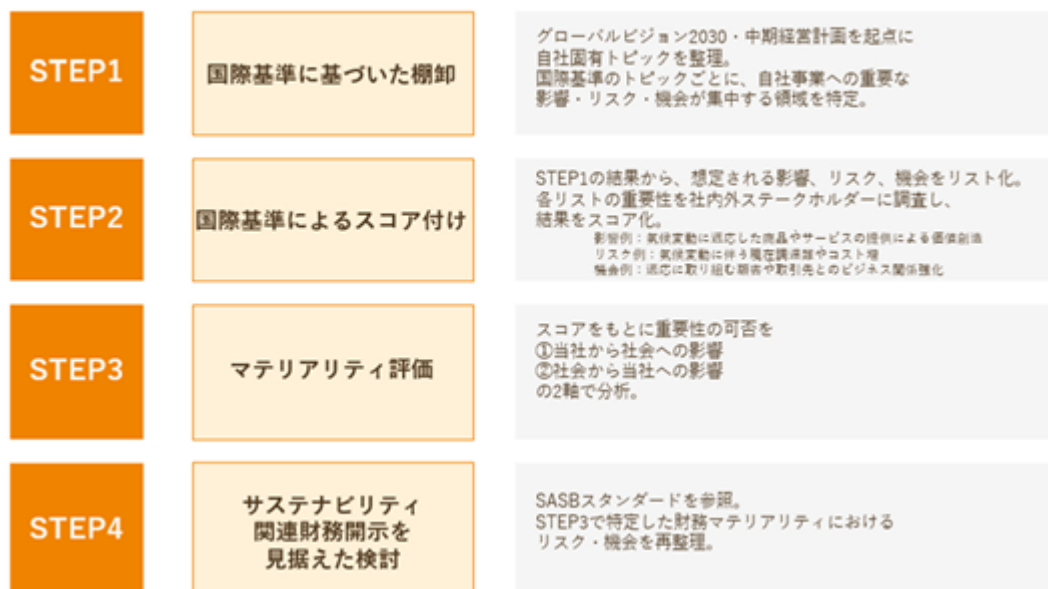 STEP1
国際基準に基づいた棚卸
グローバルビジョン2030・中期経営計画を起点に
自社固有トピックを整理。
国際基準のトピックごとに、自社事業への重要な
影響・リスク・機会が集中する領域を特定。
STEP2
国際基準によるスコア付け
STEP1の結果から、想定される影響、リスク、機会をリスト化。
各リストの重要性を社内外ステークホルダーに調査し、
結果をスコア化。
影響例：気候変動に適応した商品やサービスの提供による価値創造
リスク例：気候変動に伴う現在調達難やコスト増
機会例：適応に取り組む顧客や取引先とのビジネス関係強化
STEP3
マテリアリティ評価
スコアをもとに重要性の可否を
①当社から社会への影響
②社会から当社への影響
の2軸で分析。
STEP4
サステナビリティ
関連財務開示を
見据えた検討
SASBスタンダードを参照。
STEP3で特定した財務マテリアリティにおける
リスク・機会を再整理。